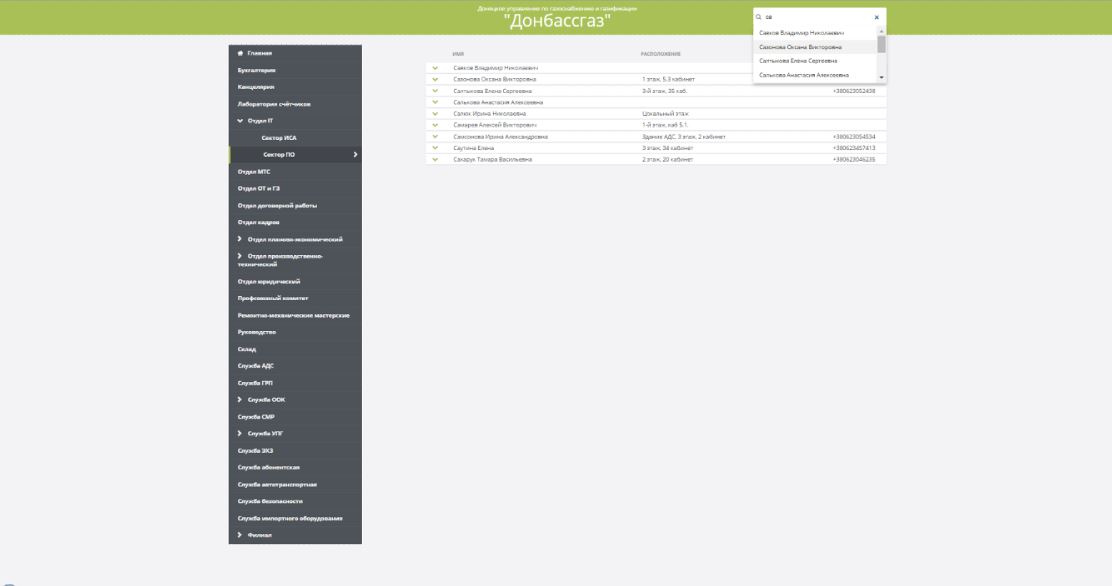 Донецкое управление по газоснабжению и газификации
"Донбассгаз"
са
Савков Владимир Николаевич
Сазонова Оксана Викторовна
Салтыкова Елена Сергеевна
Салькова Анастасия Алексеевна
Главная
Бухгалтерия
Канцелярия
Лаборатория счётчиков
Отдел IT
Сектор ИСА
Сектор ПО
Отдел МТС
Отдел ОТ и ГЗ
Отдел договорной работы
Отдел кадров
Отдел планово-экономический
Отдел производственно-
технический
Отдел юридический
Профсоюзный комитет
Ремонтно-механические мастерские
Руководство
Склад
Служба АДС
Служба ГРП
Служба ООК
Служба СМР
Служба УПГ
Служба ЭХЗ
Служба абонентская
Служба автотранспортная
Служба безопасности
Служба импортного оборудования
Филиал
ИМЯ РАСПОЛОЖЕНИЕ
Савков Владимир Николаевич
Сазонова Оксана Викторовна 1 этаж, 5.3 кабинет
Салтыкова Елена Сергеевна 3-й этаж, 35 каб. +380623052438
Салькова Анастасия Алексеевна
Салюк Ирина Николаевна Цокальный этаж
Самарев Алексей Викторович 1-й этаж, каб 5.1.
Самсонова Ирина Александровна Здание АДС, 3 этаж, 2 кабинет +380623054534
Саутина Елена 3 этаж, 34 кабинет +380623457413
Сахарук Тамара Васильевна 2 этаж, 20 кабинет +380623046235